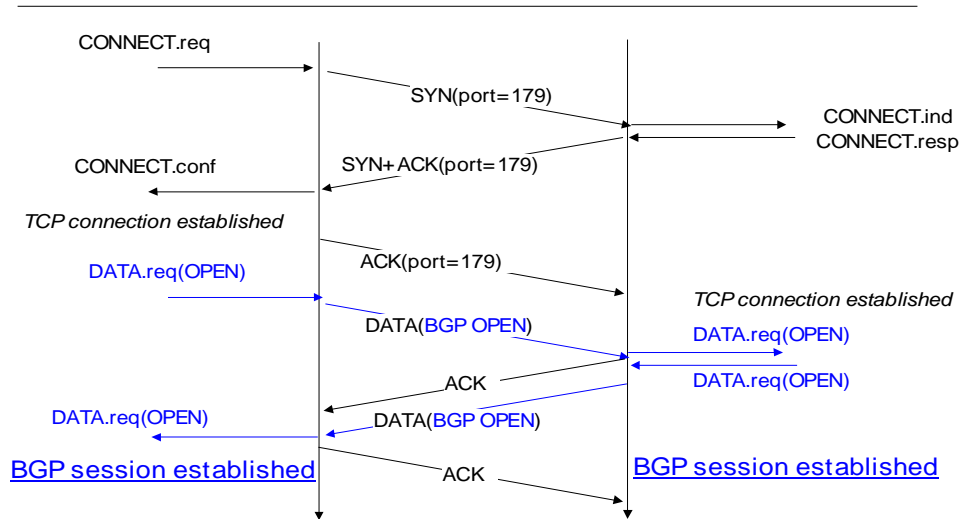 CONNECT.req
SYN(port=179)
CONNECT.ind
CONNECT.resp
SYN+ACK(port=179)
CONNECT.conf
TCP connection established
ACK(port=179)
DATA.req(OPEN)
TCP connection established
DATA(BGP OPEN)
DATA.req(OPEN)
DATA.req(OPEN)
ACK
DATA.req(OPEN)
DATA(BGP OPEN)
BGP session established
BGP session established
ACK